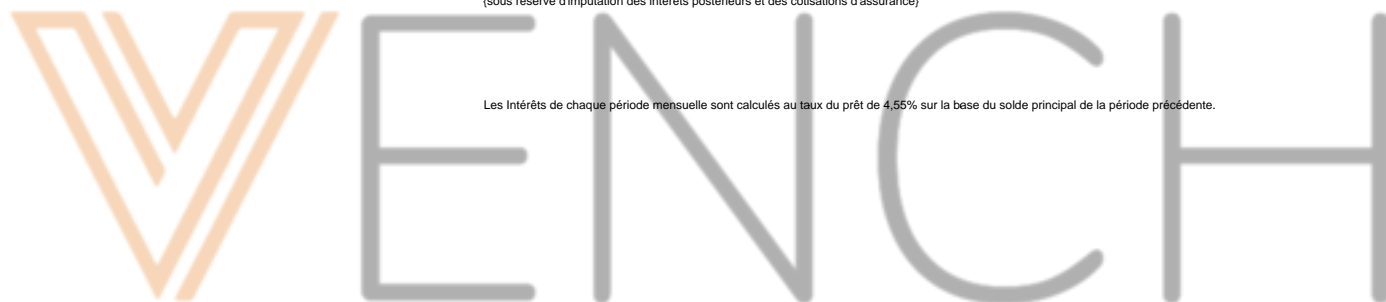 {sous réserve d'imputation des intérêts postérieurs et des cotisations d'assurance}
Les Intérêts de chaque période mensuelle sont calculés au taux du prêt de 4,55% sur la base du solde principal de la période précédente.
VENCH